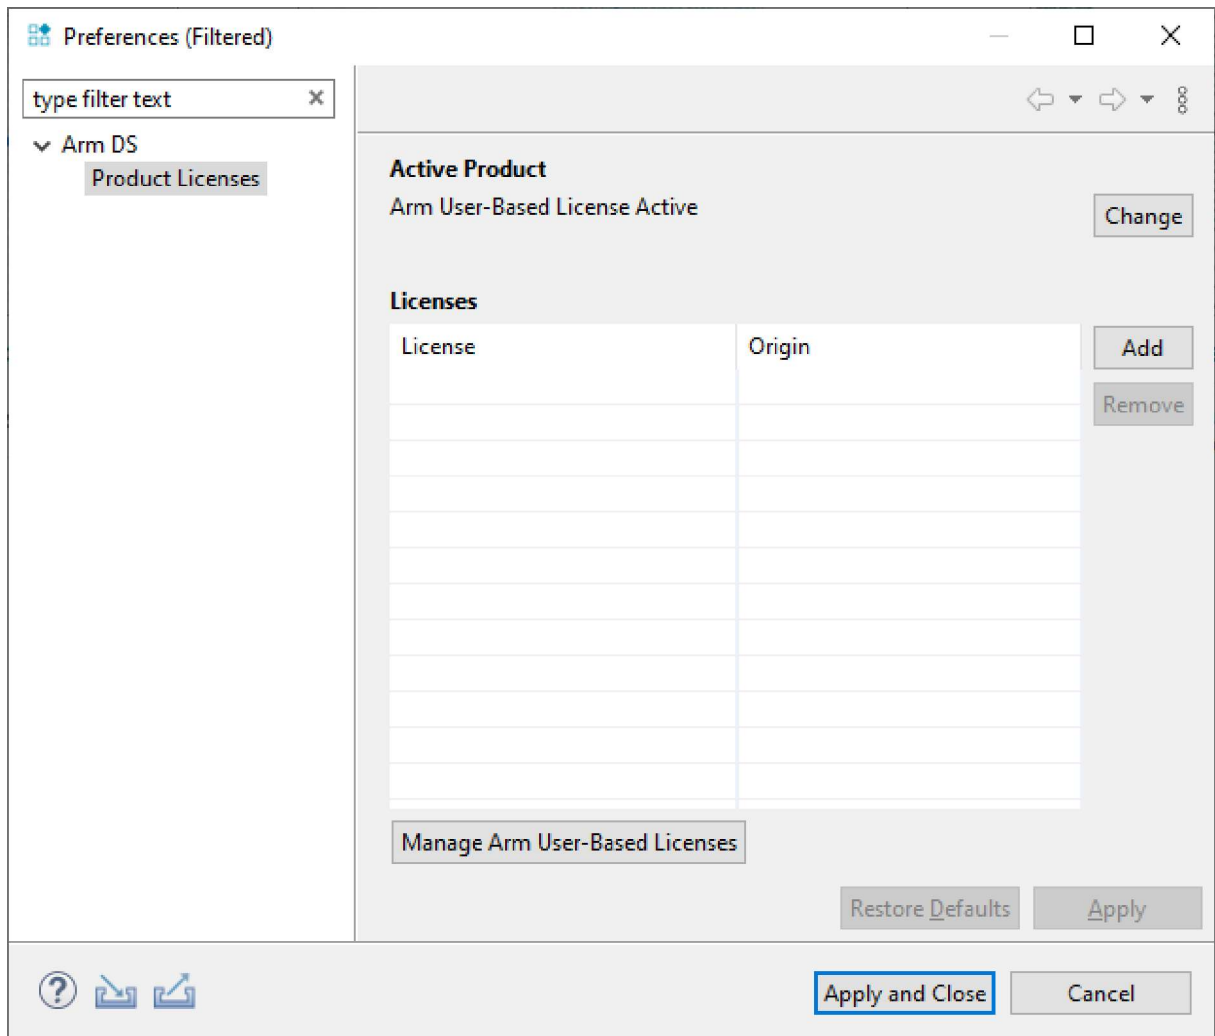 Preferences (Filtered)
type filter text
Arm DS
Product Licenses
Active Product
Arm User-Based License Active
Change
Licenses
License Origin
Add
Remove
Manage Arm User-Based Licenses
Restore Defaults Apply
Apply and Close Cancel